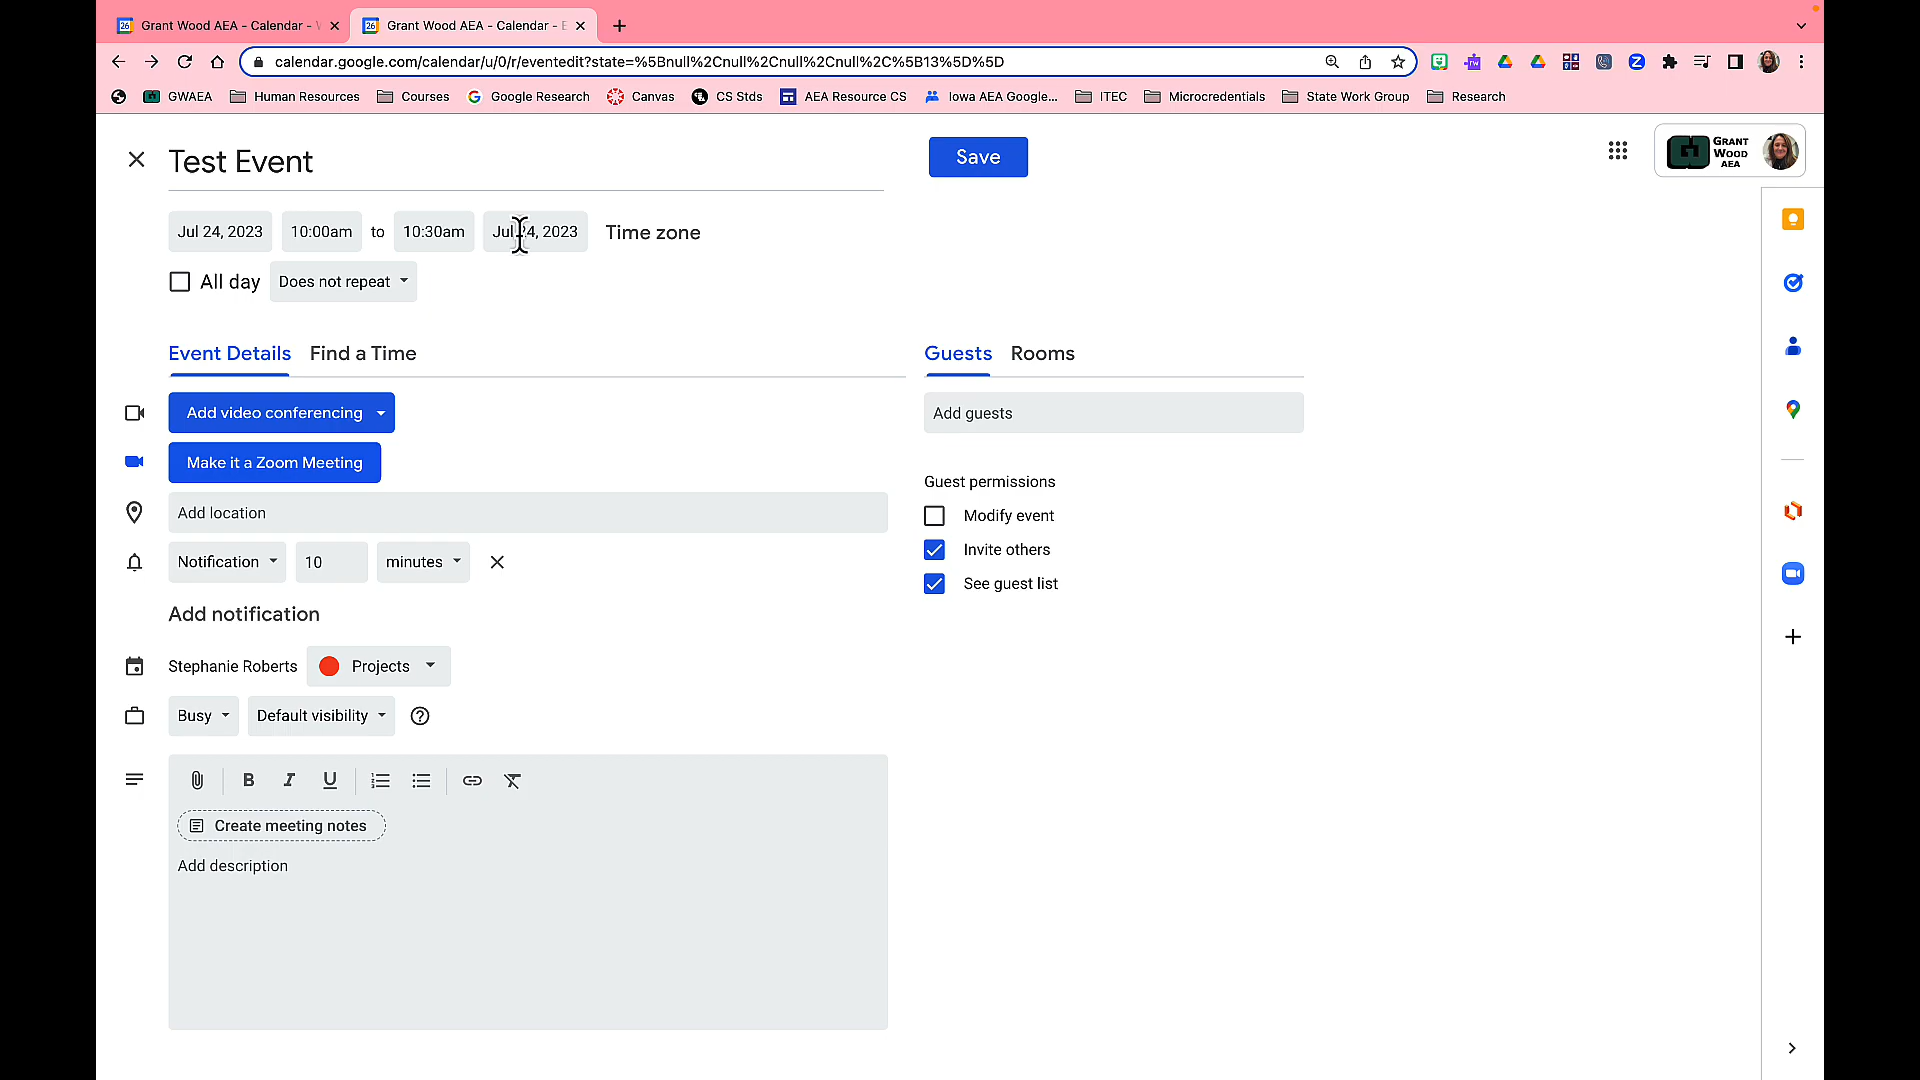 Grant Wood AEA - Calendar -
Grant Wood AEA - Calendar - E
calendar.google.com/calendar/u/0/r/eventedit?state=%5Bnull%2Cnull%2Cnull%2Cnull%2C%5B13%5D%5D
GWAEA Human Resources Courses Google Research Canvas CS Stds AEA Resource CS Iowa AEA Google... ITEC Microcredentials State Work Group Research
Test Event
Save
GRANT
WOOD
AEA
Jul 24, 2023 10:00am to 10:30am Jul 24, 2023 Time zone
All day Does not repeat
Event Details Find a Time
Guests Rooms
Add video conferencing
Add guests
Make it a Zoom Meeting
Guest permissions
Add location
Modify event
Invite others
Notification 10 minutes
See guest list
Add notification
Stephanie Roberts Projects
Busy Default visibility
Create meeting notes
Add description